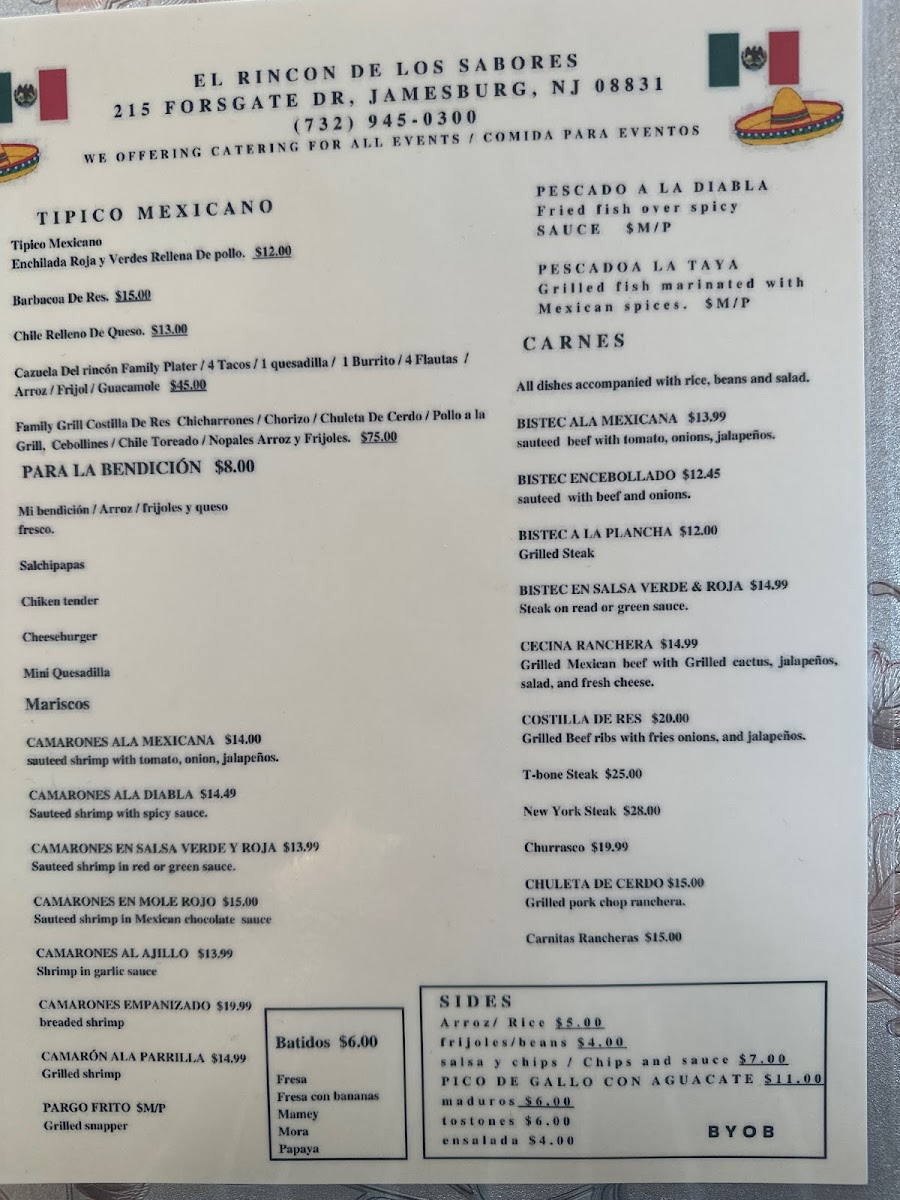 EL RINCON DE LOS SABORES
215 FORSGATE DR, JAMESBURG, NJ 08831
(732) 945-0300
WE OFFERING CATERING FOR ALL EVENTS / COMIDA PARA EVENTOS
TIPICO MEXICANO
Tipico Mexicano
Enchilada Roja y Verdes Rellena De pollo. $12.00
Barbacoa De Res. $15.00
Chile Relleno De Queso. $13.00
Cazuela Del rincón Family Plater / 4 Tacos / 1 quesadilla / 1 Burrito / 4 Flautas /
Arroz / Frijol / Guacamole $45.00
Family Grill Costilla De Res Chicharrones / Chorizo / Chuleta De Cerdo / Pollo a la
Grill, Cebollines / Chile Toreado / Nopales Arroz y Frijoles. $75.00
PARA LA BENDICIÓN $8.00
Mi bendición / Arroz / frijoles y queso
fresco.
Salchipapas
Chiken tender
Cheeseburger
Mini Quesadilla
Mariscos
CAMARONES ALA MEXICANA $14.00
sauteed shrimp with tomato, onion, jalapeños.
CAMARONES ALA DIABLA $14.49
Sauteed shrimp with spicy sauce.
CAMARONES EN SALSA VERDE Y ROJA $13.99
Sauteed shrimp in red or green sauce.
CAMARONES EN MOLE ROJO $15.00
Sauteed shrimp in Mexican chocolate sauce
CAMARONES AL AJILLO $13.99
Shrimp in garlic sauce
CAMARONES EMPANIZADO $19.99
breaded shrimp
CAMARÓN ALA PARRILLA $14.99
Grilled shrimp
PARGO FRITO $M/P
Grilled snapper
Batidos $6.00
Fresa
Fresa con bananas
Mamey
Mora
Papaya
PESCADO A LA DIABLA
Fried fish over spicy
SAUCE $M/P
PESCADOA LA TAYA
Grilled fish marinated with
Mexican spices. $M/P
CARNES
All dishes accompanied with rice, beans and salad.
BISTEC ALA MEXICANA $13.99
sauteed beef with tomato, onions, jalapeños.
BISTEC ENCEBOLLADO $12.45
sauteed with beef and onions.
BISTEC A LA PLANCHA $12.00
Grilled Steak
BISTEC EN SALSA VERDE & ROJA $14.99
Steak on read or green sauce.
CECINA RANCHERA $14.99
Grilled Mexican beef with Grilled cactus, jalapeños,
salad, and fresh cheese.
COSTILLA DE RES $20.00
Grilled Beef ribs with fries onions, and jalapeños.
T-bone Steak $25.00
New York Steak $28.00
Churrasco $19.99
CHULETA DE CERDO $15.00
Grilled pork chop ranchera.
Carnitas Rancheras $15.00
SIDES
Arroz/ Rice $5.00
frijoles/beans $4.00
salsa y chips / Chips and sauce $7.00
PICO DE GALLO CON AGUACATE $11.00
maduros $6.00
tostones $6.00
ensalada $4.00
BYOB